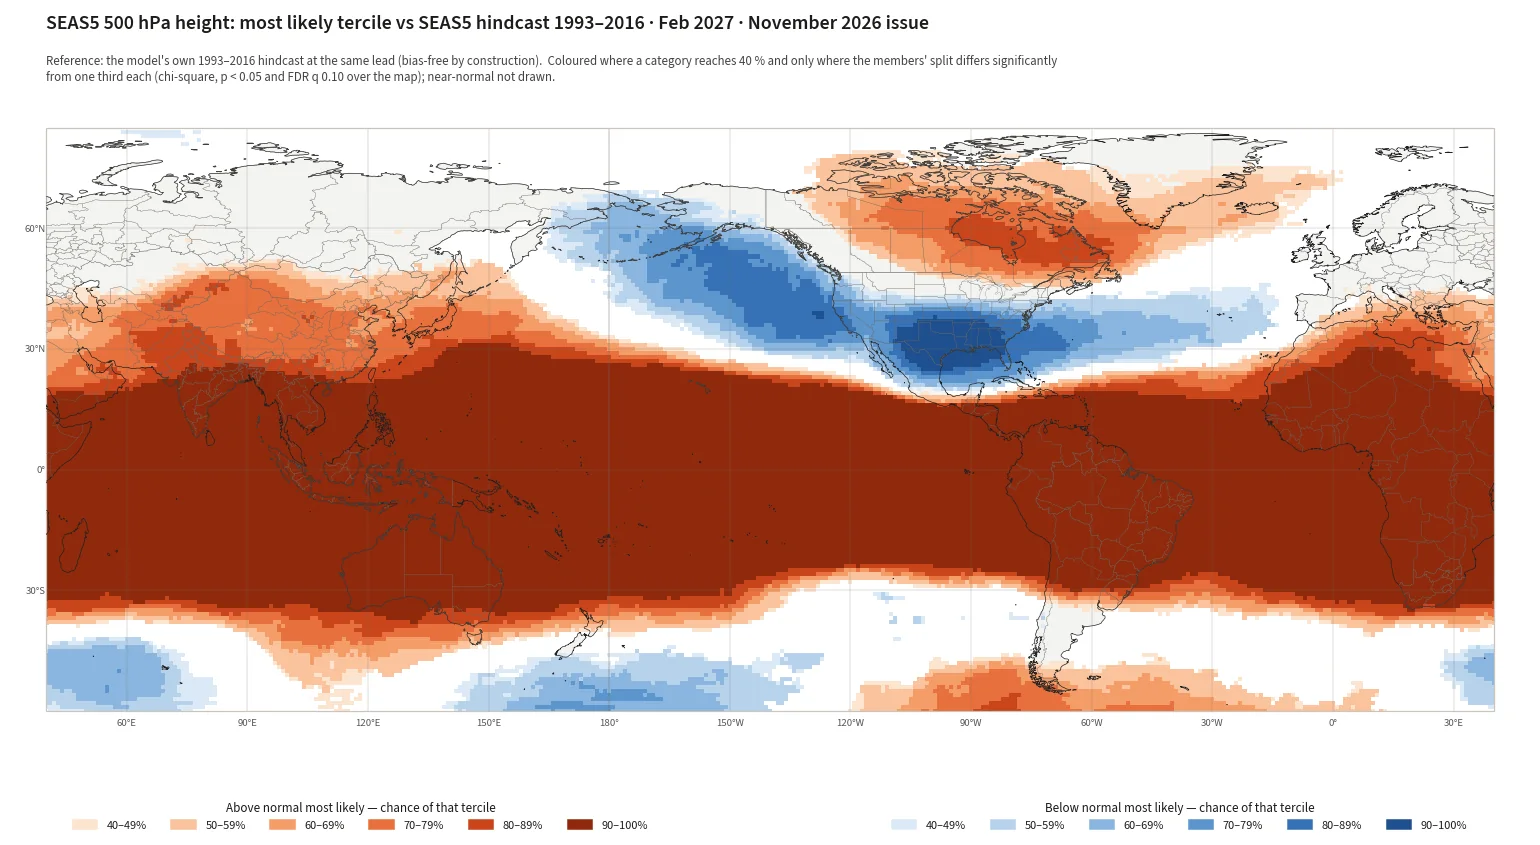 SEAS5 500 hPa height: most likely tercile vs SEAS5 hindcast 1993–2016 · Feb 2027 · November 2026 issue
Reference: the model's own 1993–2016 hindcast at the same lead (bias-free by construction).  Coloured where a category reaches 40 % and only where the members' split differs significantly
from one third each (chi-square, p < 0.05 and FDR q 0.10 over the map); near-normal not drawn.
60°N
30°N
0°
30°S
60°E 90°E 120°E 150°E 180° 150°W 120°W 90°W 60°W 30°W 0° 30°E
Above normal most likely — chance of that tercile
40–49% 50–59% 60–69% 70–79% 80–89% 90–100%
Below normal most likely — chance of that tercile
40–49% 50–59% 60–69% 70–79% 80–89% 90–100%